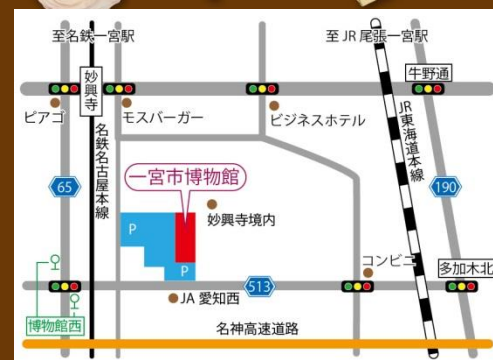 至名鉄一宮駅
至 JR 尾張一宮駅
妙興寺
牛野通
ピアゴ
モスバーガー
ビジネスホテル
名鉄名古屋本線
JR東海道本線
一宮市博物館
65
190
P
妙興寺境内
コンビニ
多加木北
P
513
JA 愛知西
博物館西
名神高速道路